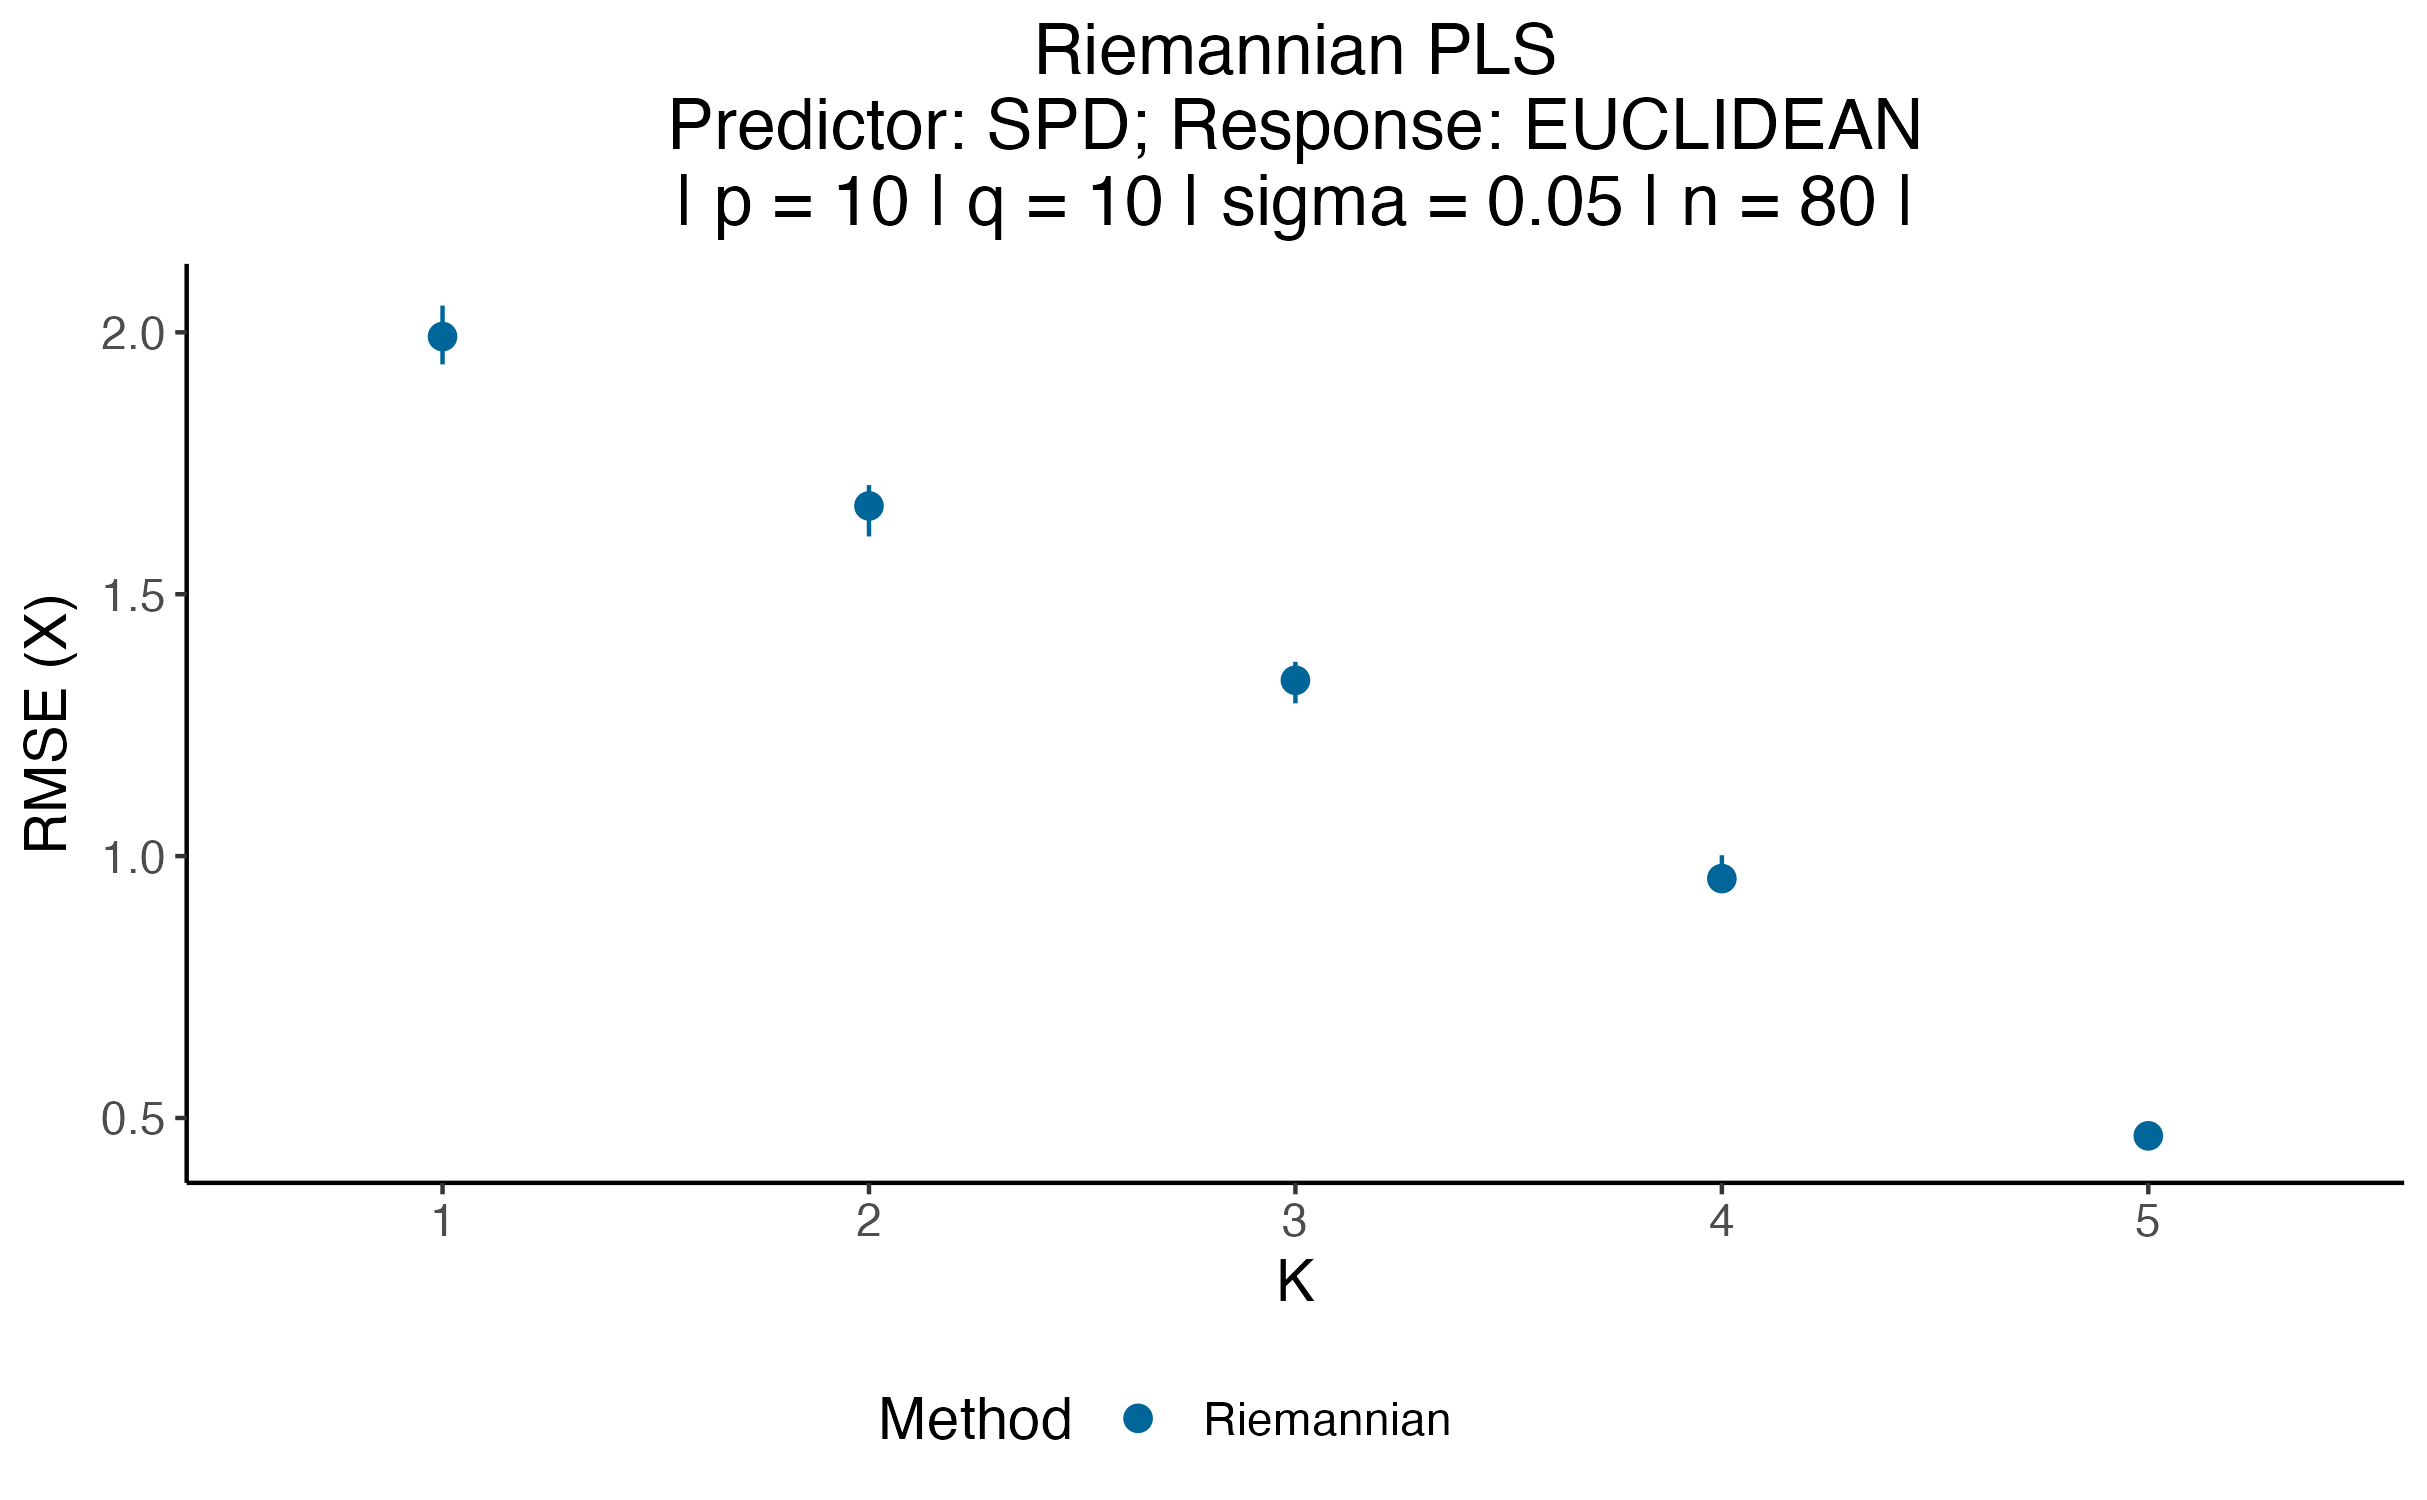 Riemannian PLS
Predictor: SPD; Response: EUCLIDEAN
| p = 10 | q = 10 | sigma = 0.05 | n = 80 |
RMSE (X)
2.0
1.5
1.0
0.5
1 2 3 4 5
K
Method Riemannian